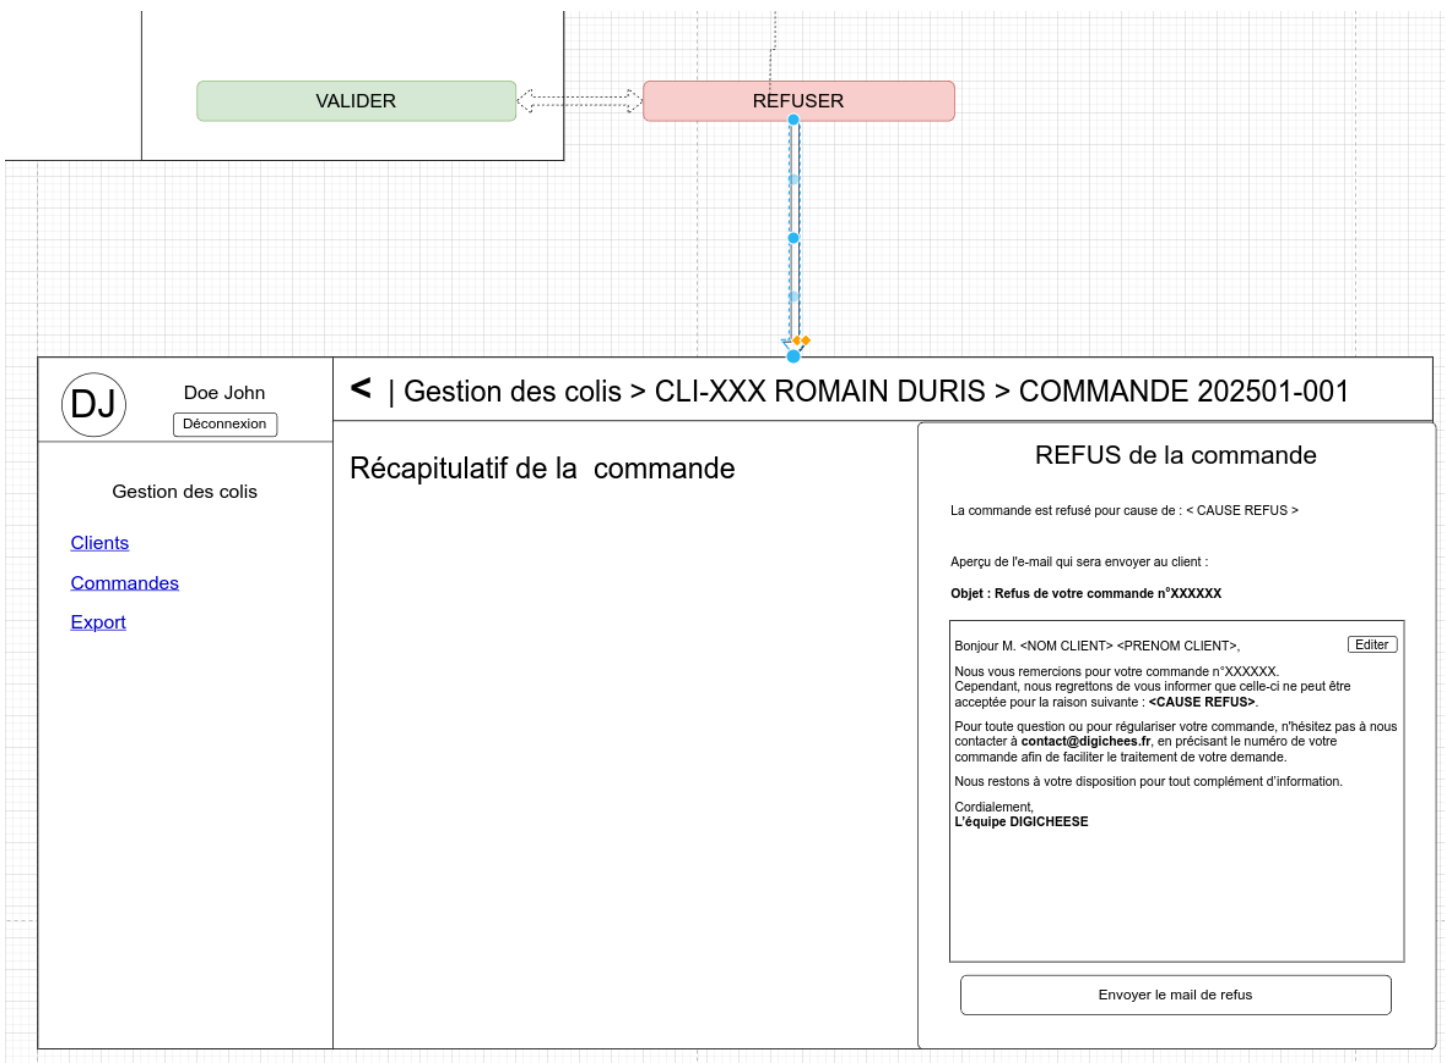 VALIDER
REFUSER
DJ
Doe John
Déconnexion
< | Gestion des colis > CLI-XXX ROMAIN DURIS > COMMANDE 202501-001
Gestion des colis
Clients
Commandes
Export
Récapitulatif de la commande
REFUS de la commande
La commande est refusé pour cause de : < CAUSE REFUS >
Aperçu de l'e-mail qui sera envoyer au client :
Objet : Refus de votre commande n°XXXXXX
Bonjour M. <NOM CLIENT> <PRENOM CLIENT>,
Editer
Nous vous remercions pour votre commande n°XXXXXX.
Cependant, nous regrettons de vous informer que celle-ci ne peut être
acceptée pour la raison suivante : <CAUSE REFUS>.
Pour toute question ou pour régulariser votre commande, n'hésitez pas à nous
contacter à contact@digichees.fr, en précisant le numéro de votre
commande afin de faciliter le traitement de votre demande.
Nous restons à votre disposition pour tout complément d'information.
Cordialement,
L'équipe DIGICHEESE
Envoyer le mail de refus